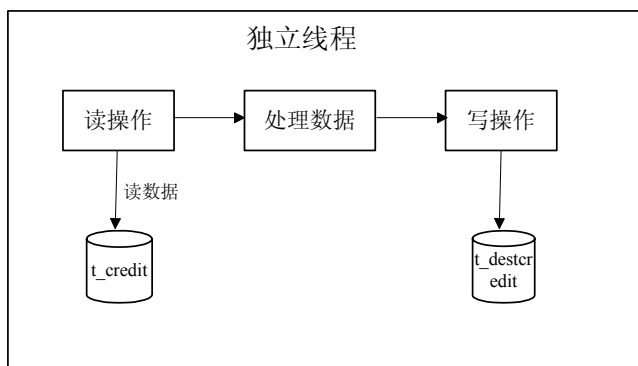 独立线程
读操作
处理数据
写操作
读数据
t_credit
t_destcr
edit